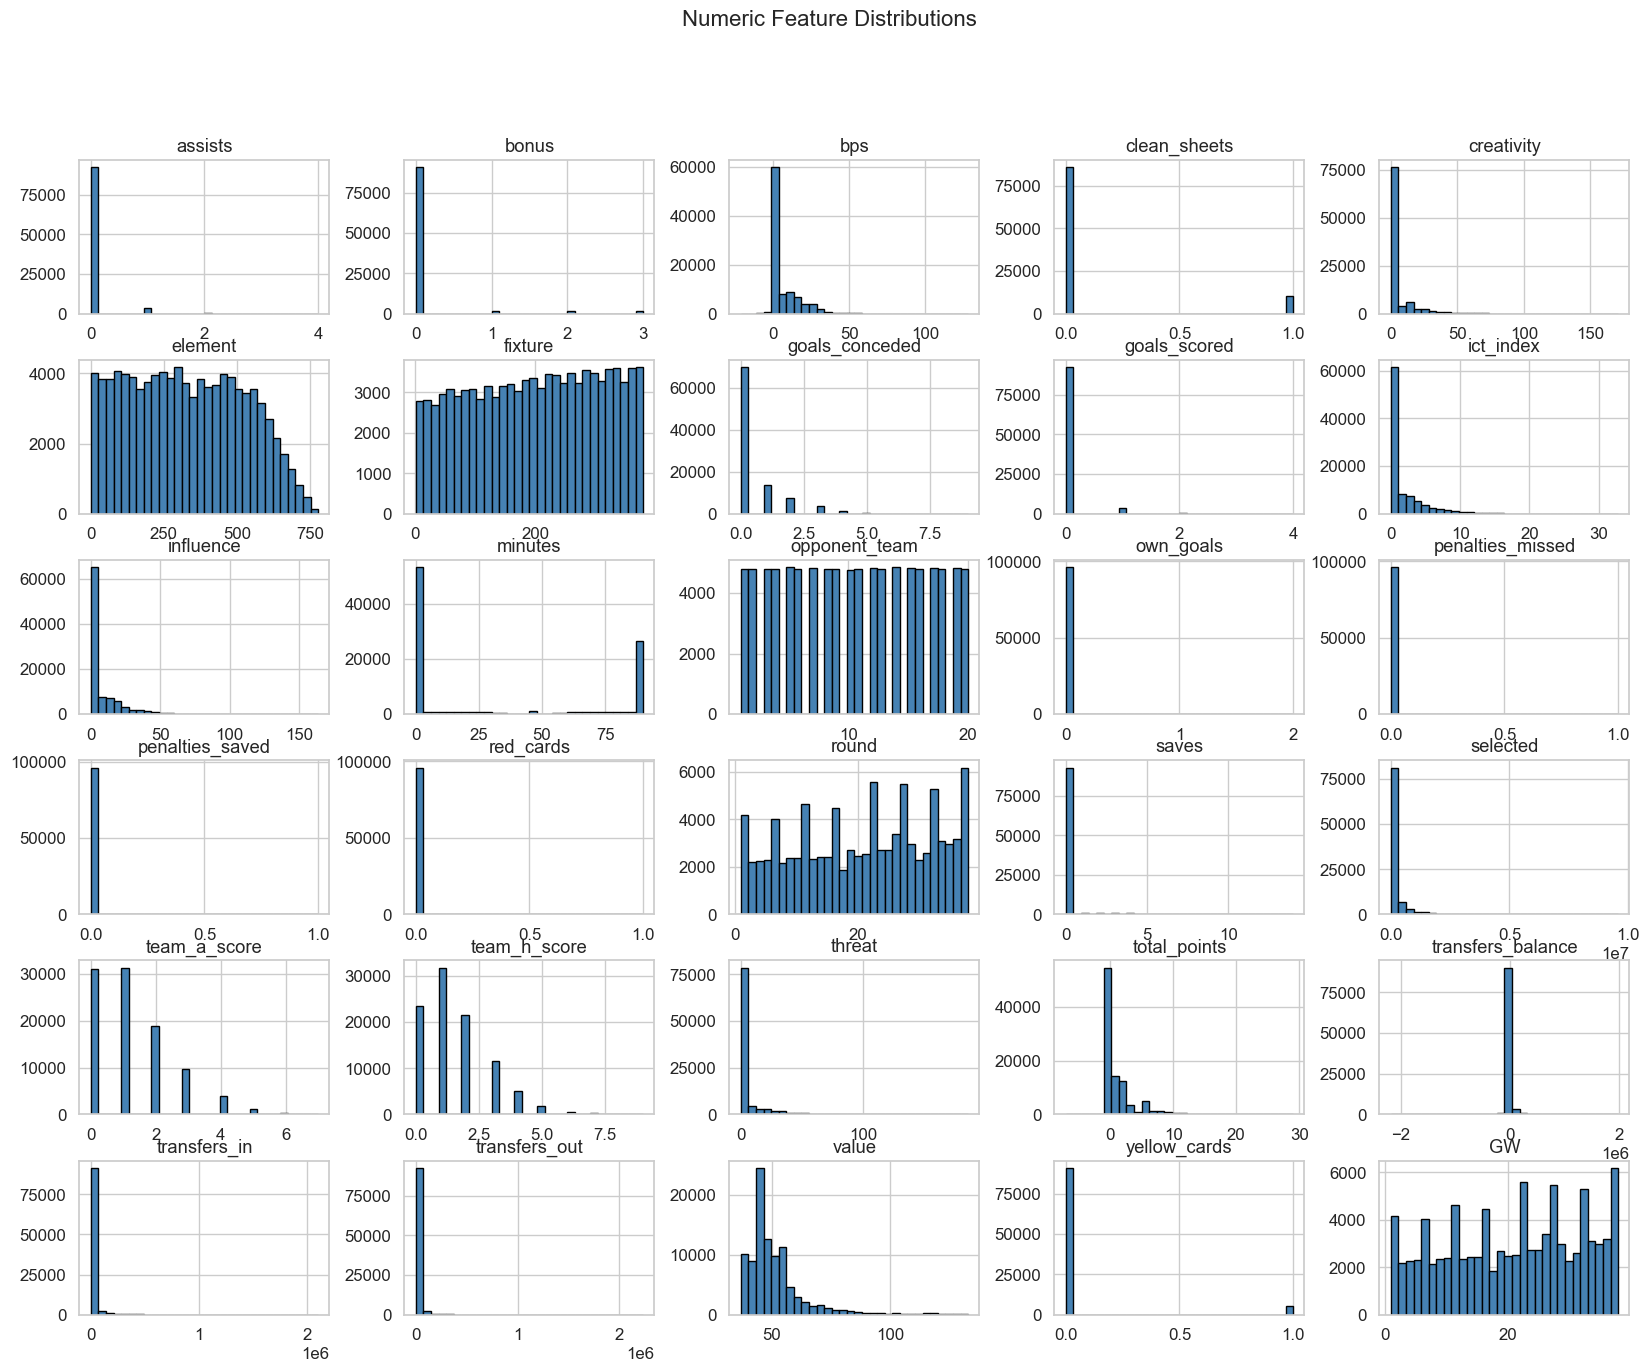 Numeric Feature Distributions
assists bonus bps clean_sheets creativity
75000 50000 25000 0
0 2 4
75000 50000 25000 0
0 1 2 3
60000 40000 20000 0
0 50 100
75000 50000 25000 0
0.0 0.5 1.0
75000 50000 25000 0
0 50 100 150
element fixture goals_conceded goals_scored ict_index
4000 2000 0
0 250 500 750
3000 2000 1000 0
0 200
60000 40000 20000 0
0.0 2.5 5.0 7.5
75000 50000 25000 0
0 2 4
60000 40000 20000 0
0 10 20 30
influence minutes opponent_team own_goals penalties_missed
60000 40000 20000 0
0 50 100 150
40000 20000 0
0 25 50 75
4000 2000 0
10 20
100000 50000 0
0 1 2
100000 50000 0
0.0 0.5 1.0
penalties_saved red_cards round saves selected
100000 50000 0
0.0 0.5 1.0
100000 50000 0
0.0 0.5 1.0
6000 4000 2000 0
0 20
75000 50000 25000 0
0 10
75000 50000 25000 0
0.0 0.5 1.0
1e7
team_a_score team_h_score threat total_points transfers_balance
30000 20000 10000 0
0 2 4 6
30000 20000 10000 0
0.0 2.5 5.0 7.5
75000 50000 25000 0
0 100
40000 20000 0
0 10 20 30
75000 50000 25000 0
−2 0 2
1e6
transfers_in transfers_out value yellow_cards GW
75000 50000 25000 0
0 1 2
1e6
75000 50000 25000 0
0 1 2
1e6
20000 10000 0
50 100
75000 50000 25000 0
0.0 0.5 1.0
6000 4000 2000 0
0 20